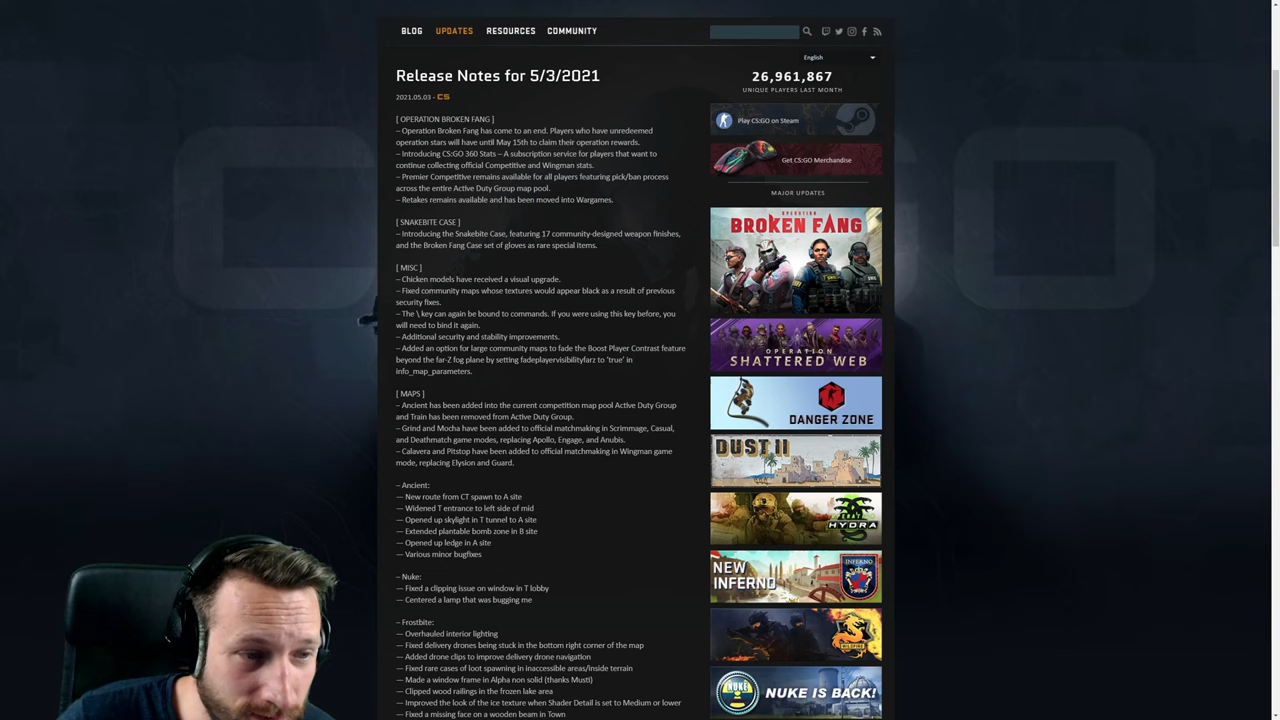 BLOG UPDATES RESOURCES COMMUNITY
English
Release Notes for 5/3/2021
2021.05.03 - CS
[ OPERATION BROKEN FANG ]
– Operation Broken Fang has come to an end. Players who have unredeemed
operation stars will have until May 15th to claim their operation rewards.
– Introducing CS:GO 360 Stats – A subscription service for players that want to
continue collecting official Competitive and Wingman stats.
– Premier Competitive remains available for all players featuring pick/ban process
across the entire Active Duty Group map pool.
– Retakes remains available and has been moved into Wargames.
[ SNAKEBITE CASE ]
– Introducing the Snakebite Case, featuring 17 community-designed weapon finishes,
and the Broken Fang Case set of gloves as rare special items.
[ MISC ]
– Chicken models have received a visual upgrade.
– Fixed community maps whose textures would appear black as a result of previous
security fixes.
– The \ key can again be bound to commands. If you were using this key before, you
will need to bind it again.
– Additional security and stability improvements.
– Added an option for large community maps to fade the Boost Player Contrast feature
beyond the far-Z fog plane by setting fadeplayervisibilityfarz to 'true' in
info_map_parameters.
[ MAPS ]
– Ancient has been added into the current competition map pool Active Duty Group
and Train has been removed from Active Duty Group.
– Grind and Mocha have been added to official matchmaking in Scrimmage, Casual,
and Deathmatch game modes, replacing Apollo, Engage, and Anubis.
– Calavera and Pitstop have been added to official matchmaking in Wingman game
mode, replacing Elysion and Guard.
– Ancient:
— New route from CT spawn to A site
— Widened T entrance to left side of mid
— Opened up skylight in T tunnel to A site
— Extended plantable bomb zone in B site
— Opened up ledge in A site
— Various minor bugfixes
– Nuke:
— Fixed a clipping issue on window in T lobby
— Centered a lamp that was bugging me
– Frostbite:
— Overhauled interior lighting
— Fixed delivery drones being stuck in the bottom right corner of the map
— Added drone clips to improve delivery drone navigation
— Fixed rare cases of loot spawning in inaccessible areas/inside terrain
— Made a window frame in Alpha non solid (thanks Musti)
— Clipped wood railings in the frozen lake area
— Improved the look of the ice texture when Shader Detail is set to Medium or lower
— Fixed a missing face on a wooden beam in Town
26,961,867
UNIQUE PLAYERS LAST MONTH
Play CS:GO on Steam
Get CS:GO Merchandise
MAJOR UPDATES
OPERATION
BROKEN FANG
OPERATION
SHATTERED WEB
DANGER ZONE
DUST II
OPERATION
HYDRA
NEW
INFERNO
INFERNO
WILDFIRE
NUKE
NUKE IS BACK!